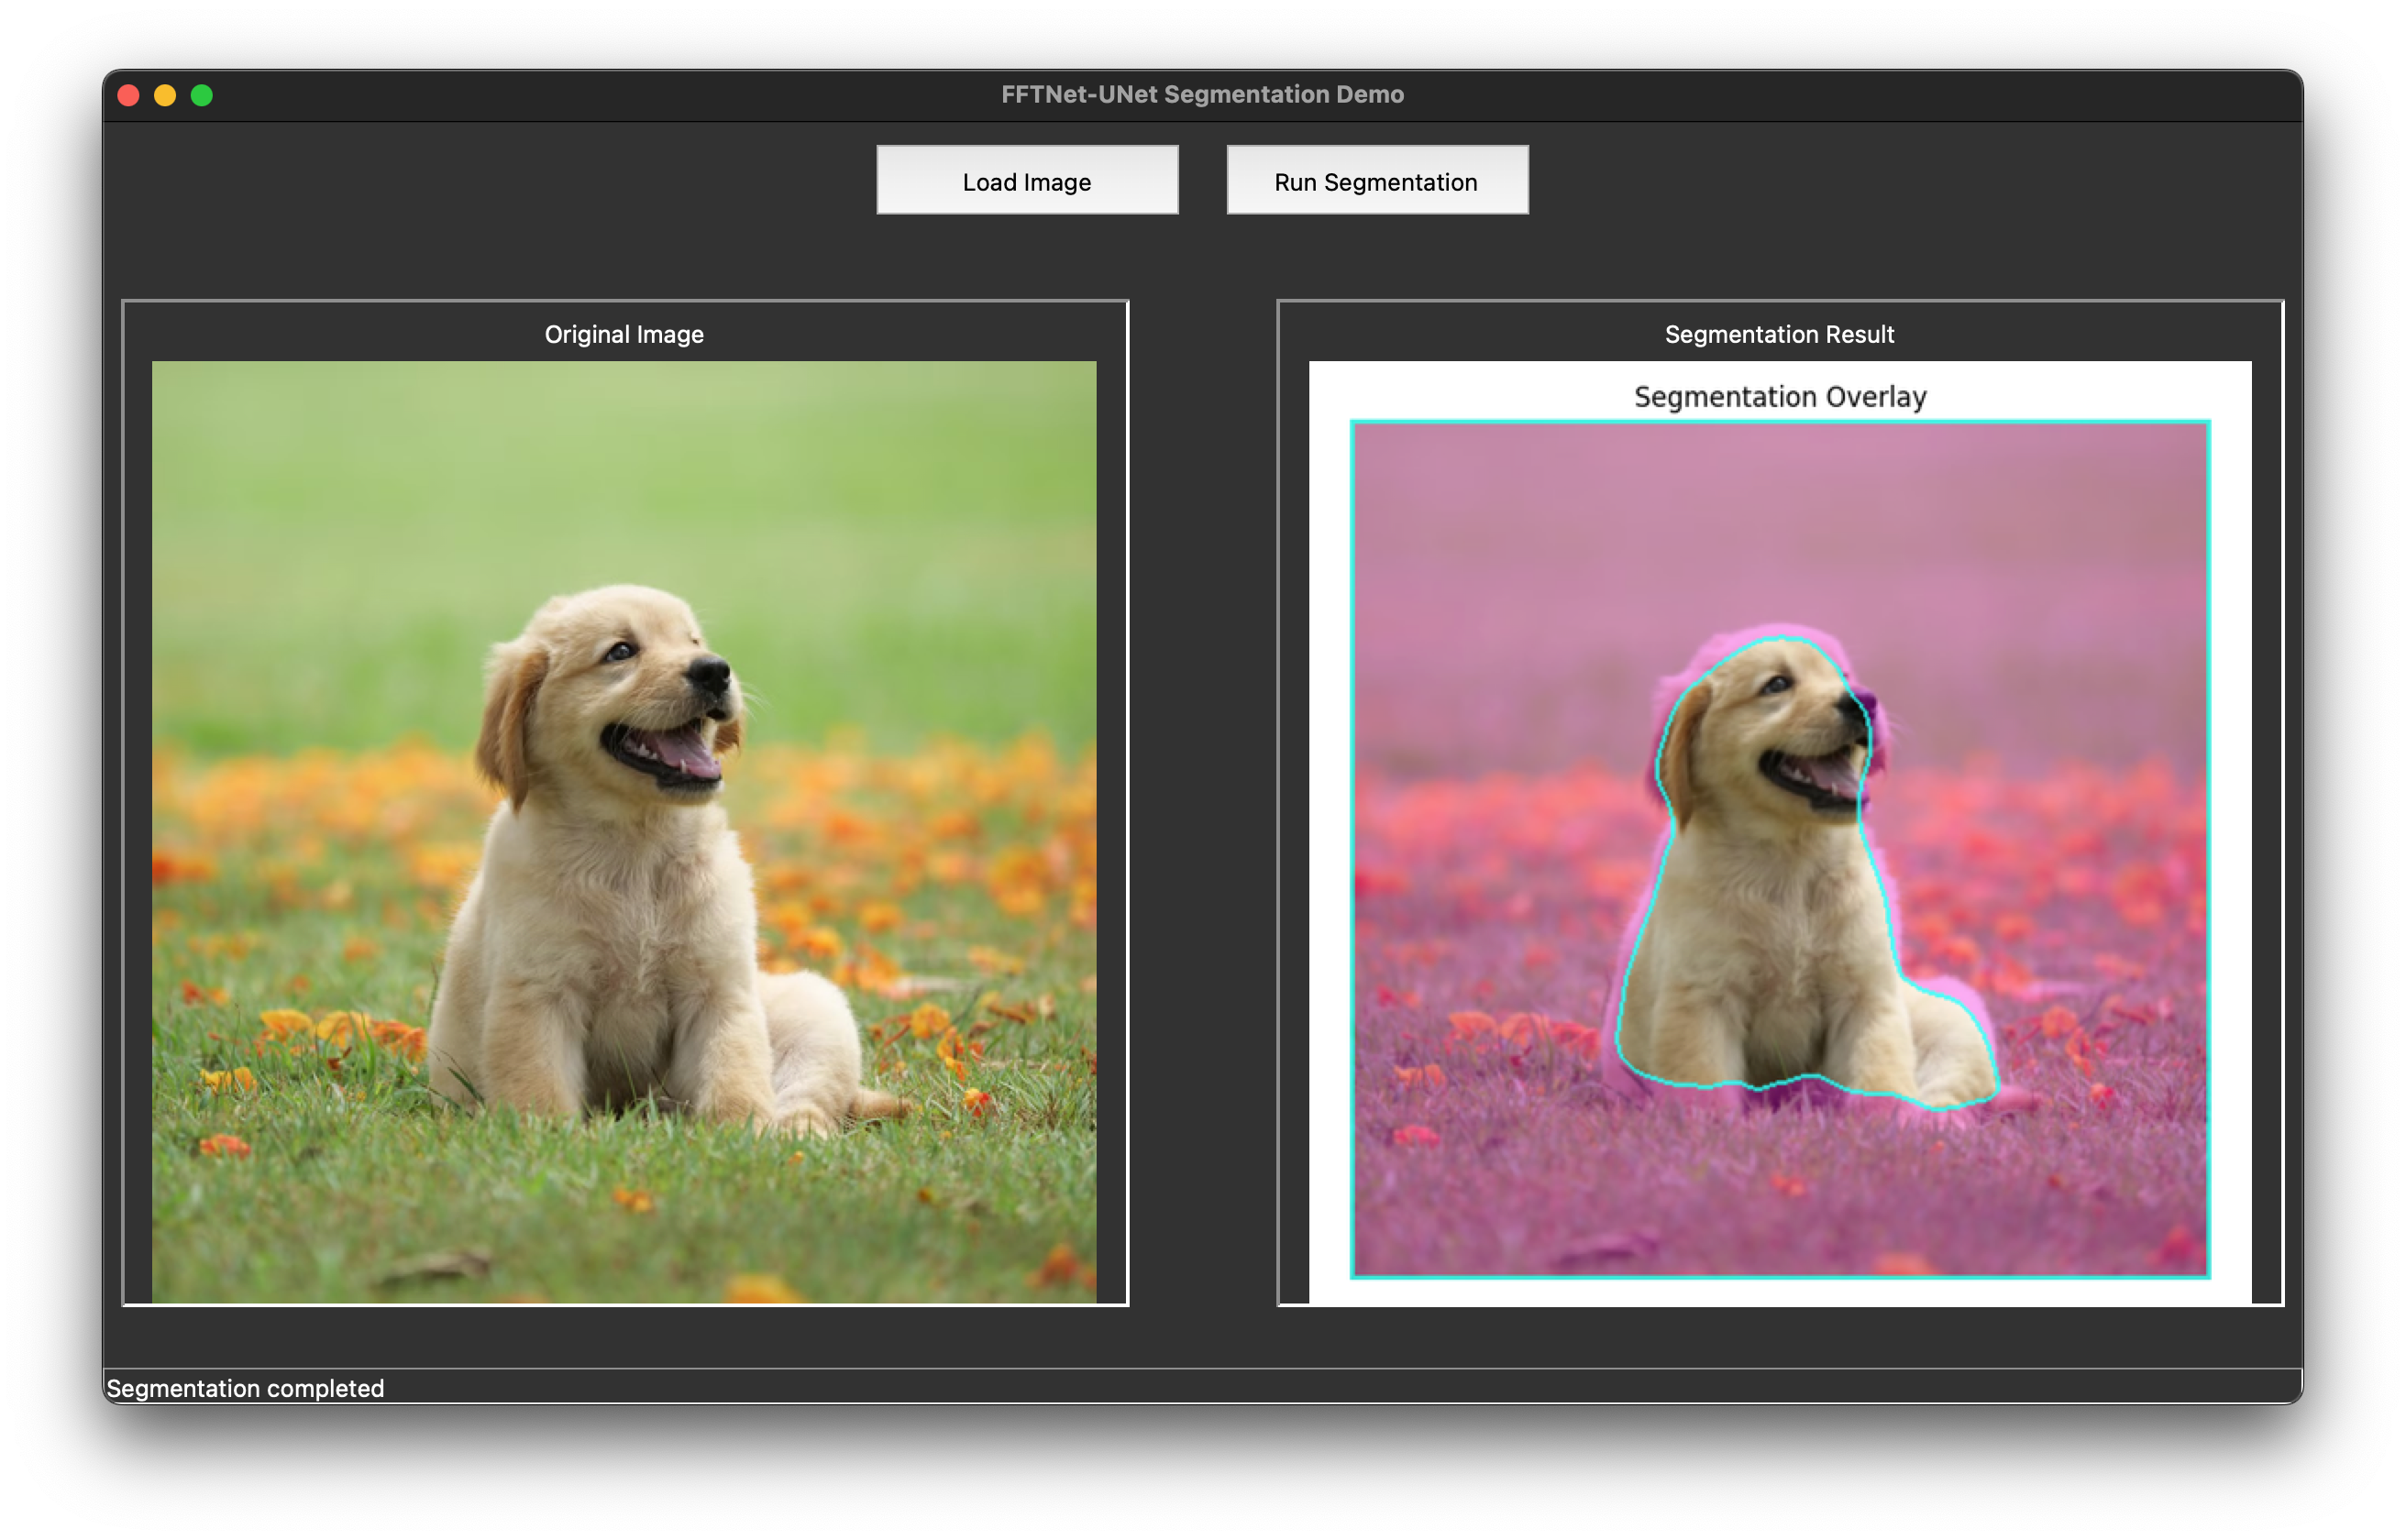 FFTNet-UNet Segmentation Demo
Load Image
Run Segmentation
Original Image
Segmentation Result
Segmentation Overlay
Segmentation completed